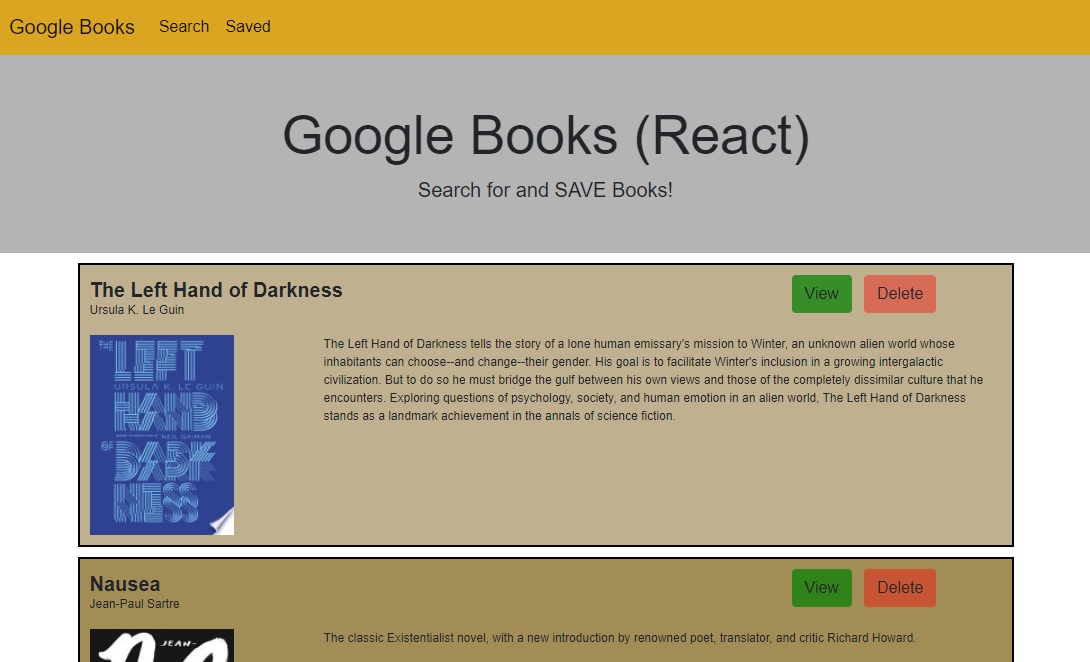 Google Books Search Saved
Google Books (React)
Search for and SAVE Books!
The Left Hand of Darkness
Ursula K. Le Guin
View Delete
THE
LEFT
URSULA K. LE GUIN
HAND
OF
DARK
NESS
The Left Hand of Darkness tells the story of a lone human emissary's mission to Winter, an unknown alien world whose
inhabitants can choose--and change--their gender. His goal is to facilitate Winter's inclusion in a growing intergalactic
civilization. But to do so he must bridge the gulf between his own views and those of the completely dissimilar culture that he
encounters. Exploring questions of psychology, society, and human emotion in an alien world, The Left Hand of Darkness
stands as a landmark achievement in the annals of science fiction.
Nausea
Jean-Paul Sartre
View Delete
JEAN-
The classic Existentialist novel, with a new introduction by renowned poet, translator, and critic Richard Howard.